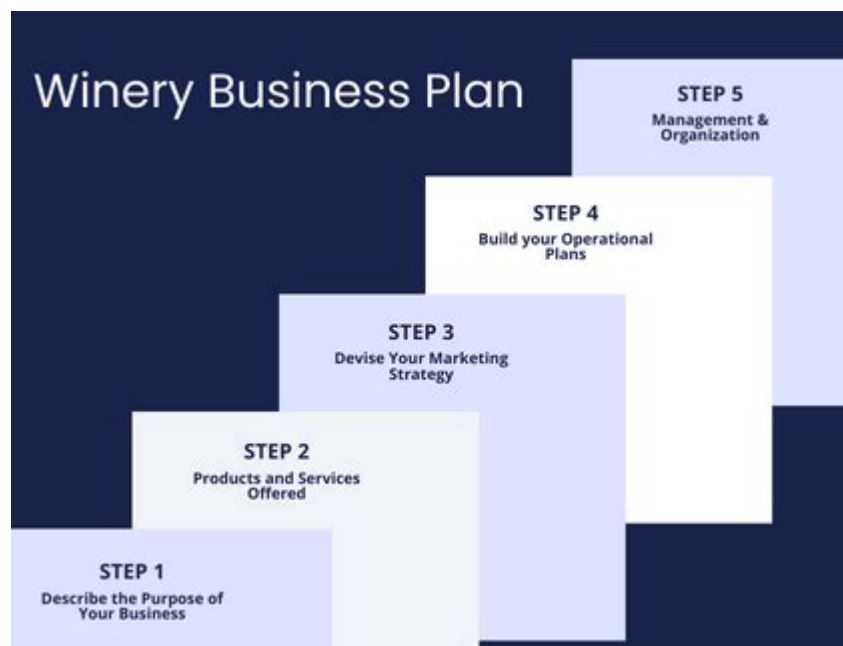 Winery Business Plan
STEP 5
Management &
Organization
STEP 4
Build your Operational
Plans
STEP 3
Devise Your Marketing
Strategy
STEP 2
Products and Services
Offered
STEP 1
Describe the Purpose of
Your Business